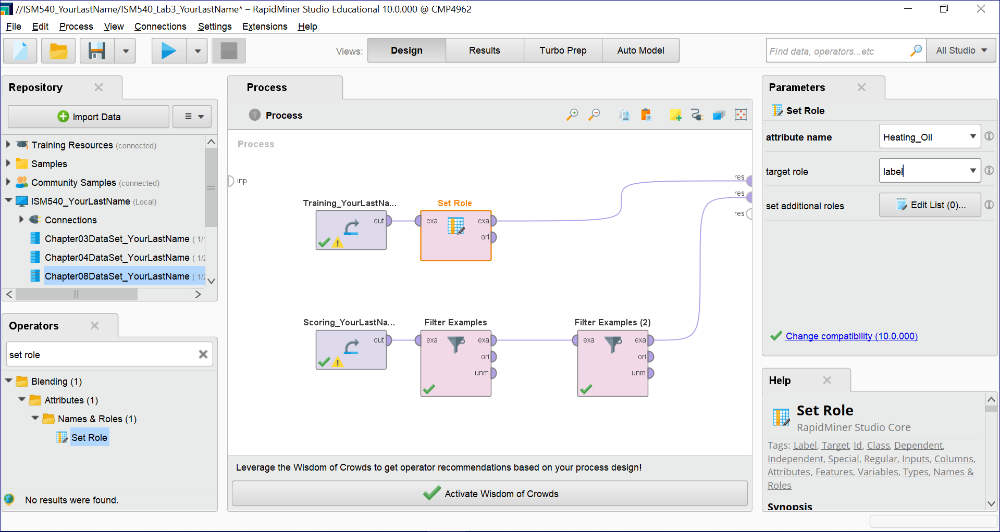 //ISM540_YourLastName/ISM540_Lab3_YourLastName* – RapidMiner Studio Educational 10.0.000 @ CMP4962
File Edit Process View Connections Settings Extensions Help
Views: Design Results Turbo Prep Auto Model
Find data, operators...etc
All Studio
Repository
Import Data
Training Resources (connected)
Samples
Community Samples (connected)
ISM540_YourLastName (Local)
Connections
Chapter03DataSet_YourLastName ( 1/
Chapter04DataSet_YourLastName ( 1/2
Chapter08DataSet_YourLastName ( 1/2
Operators
set role
Blending (1)
Attributes (1)
Names & Roles (1)
Set Role
No results were found.
Process
Process
Process
inp
res
res
res
Training_YourLastNa...
out
Set Role
exa exa
ori
Scoring_YourLastNa...
out
Filter Examples
exa exa
ori
unm
Filter Examples (2)
exa exa
ori
unm
Leverage the Wisdom of Crowds to get operator recommendations based on your process design!
Activate Wisdom of Crowds
Parameters
Set Role
attribute name Heating_Oil
target role label
set additional roles Edit List (0)...
Change compatibility (10.0.000)
Help
Set Role
RapidMiner Studio Core
Tags: Label, Target, Id, Class, Dependent,
Independent, Special, Regular, Inputs, Columns,
Attributes, Features, Variables, Types, Names &
Roles
Synopsis